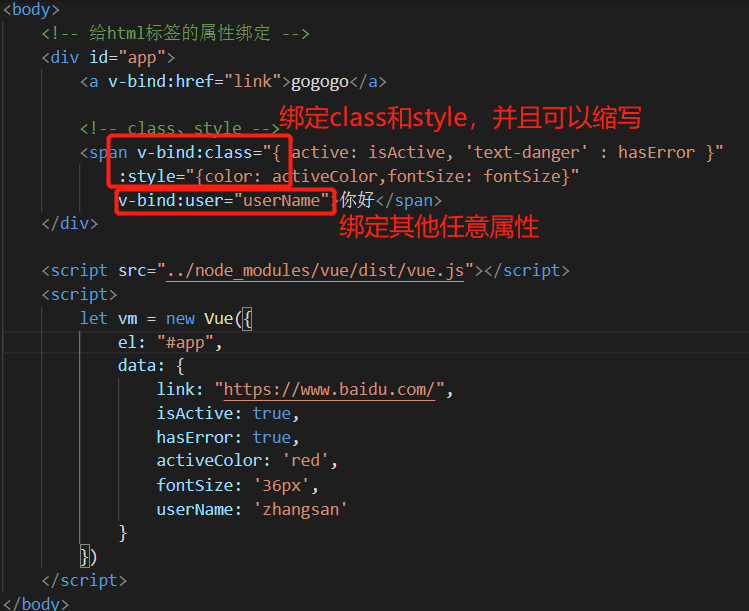 <body>
<!-- 给html标签的属性绑定 -->
<div id="app">
<a v-bind:href="link">gogogo</a>
绑定class和style，并且可以缩写
<!-- class、style -->
<span v-bind:class="{ active: isActive, 'text-danger' : hasError }"
:style="{color: activeColor,fontSize: fontSize}"
v-bind:user="userName">你好</span>
绑定其他任意属性
</div>
<script src="../node_modules/vue/dist/vue.js"></script>
<script>
let vm = new Vue({
el: "#app",
data: {
link: "https://www.baidu.com/",
isActive: true,
hasError: true,
activeColor: 'red',
fontSize: '36px',
userName: 'zhangsan'
}
})
</script>
</body>